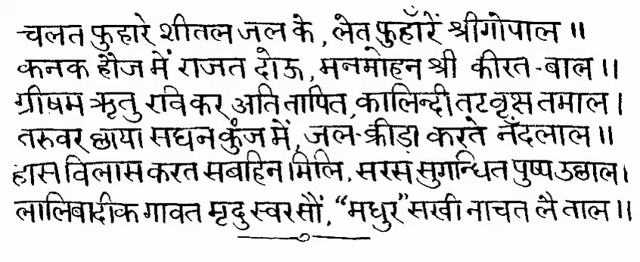 चलत फुहारे शीतल जल के, लेत फुहाँरें श्रीगोपाल ॥
कनक हौज में राजत दोऊ, मनमोहन श्री कीरत-बाल ॥
ग्रीषम ऋतु रवि कर अति तापित, कालिन्दी तट वृक्ष तमाल ।
तरुवर छाया सघन कुंज में, जल-क्रीडा करते नँदलाल ॥
हास विलास करत सबहिन मिलि, सरस सुगन्धित पुष्प उछाल ।
लालिबादीक गावत मृदु स्वर सौं, “मधुर” सखी नाचत लै ताल ॥